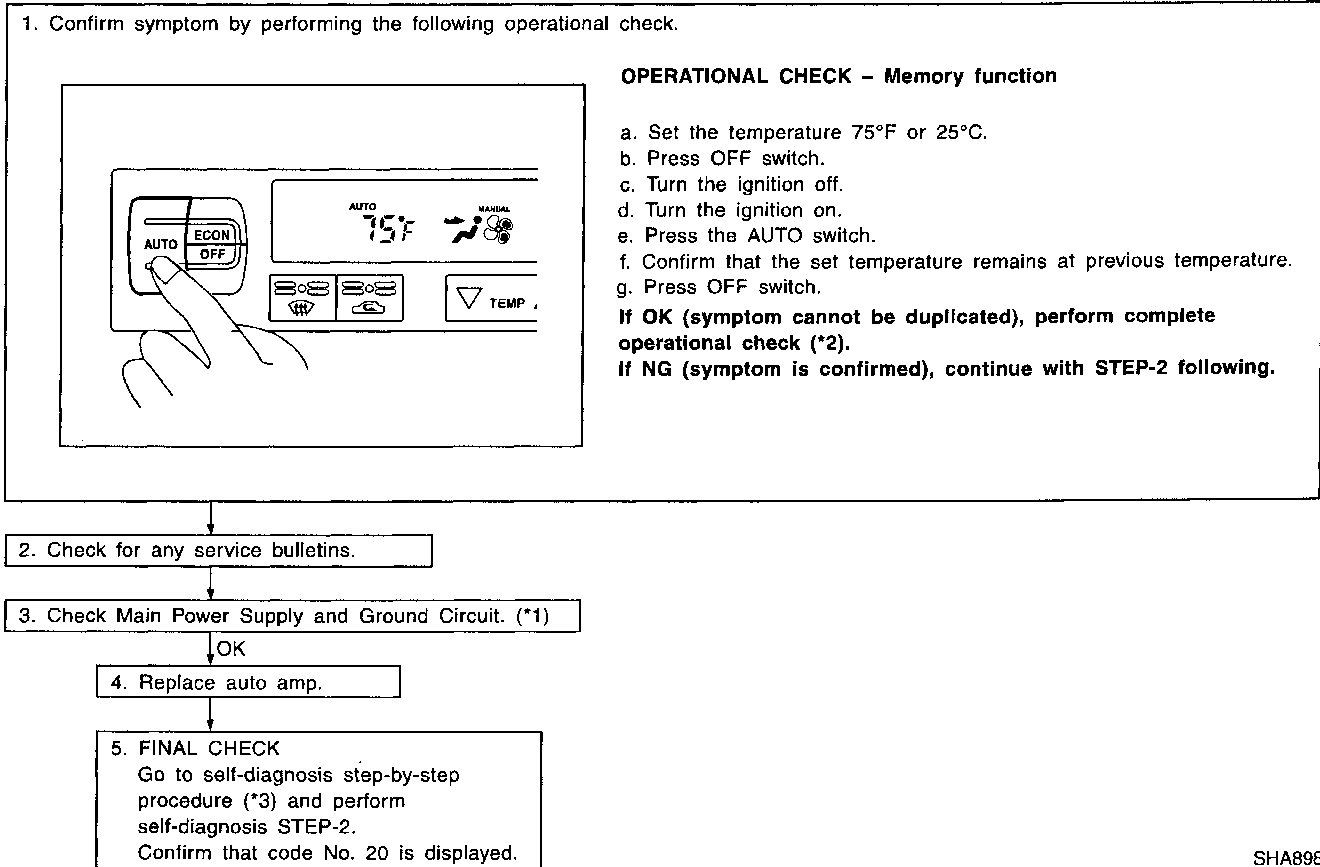 1. Confirm symptom by performing the following operational check.
OPERATIONAL CHECK – Memory function
a. Set the temperature 75°F or 25°C.
b. Press OFF switch.
c. Turn the ignition off.
d. Turn the ignition on.
e. Press the AUTO switch.
f. Confirm that the set temperature remains at previous temperature.
g. Press OFF switch.
If OK (symptom cannot be duplicated), perform complete
operational check (*2).
If NG (symptom is confirmed), continue with STEP-2 following.
AUTO
ECON
OFF
AUTO
75°F
MANUAL
TEMP
2. Check for any service bulletins.
3. Check Main Power Supply and Ground Circuit. (*1)
OK
4. Replace auto amp.
5. FINAL CHECK
Go to self-diagnosis step-by-step
procedure (*3) and perform
self-diagnosis STEP-2.
Confirm that code No. 20 is displayed.
SHA898